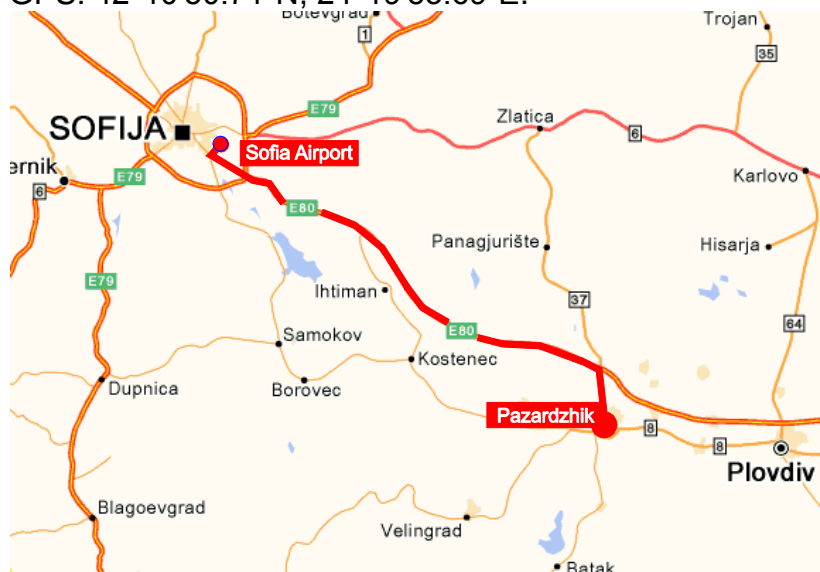 Botevgrad
Trojan
1
35
E79
SOFIJA
Zlatica
6
Sofia Airport
ernik
E79
6
Karlovo
E80
Panagjurište
Hisarja
E79
Ihtiman
37
64
E80
Samokov
Kostenec
Dupnica
Borovec
Pazardzhik
8
8
Plovdiv
Blagoevgrad
Velingrad
Batak